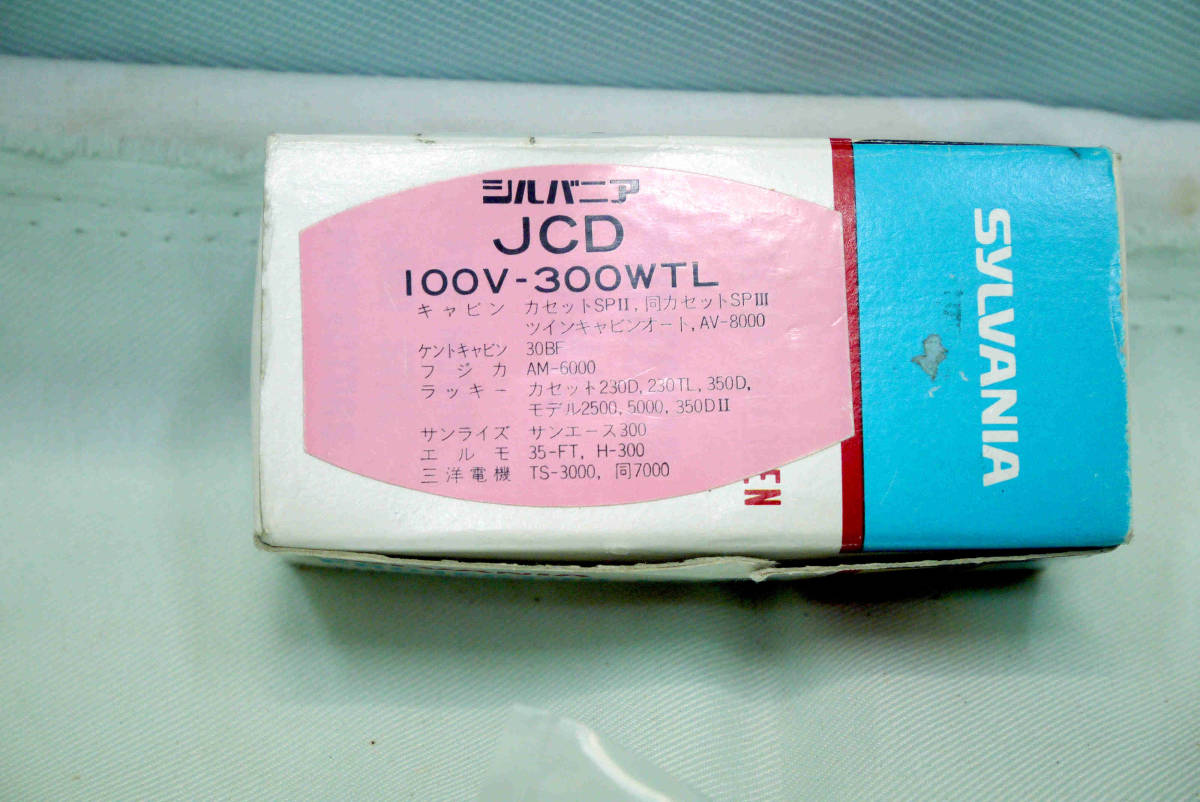 シルバニア
JCD
100V-300WTL
キャビン カセットSPII, 同カセットSPIII
ツインキャビンオート, AV-8000
ケントキャビン 30BF
フジカ AM-6000
ラッキー カセット230D, 230TL, 350D,
モデル2500, 5000, 350DII
サンライズ サンエース300
エルモ 35-FT, H-300
三洋電機 TS-3000, 同7000
SYLVANIA